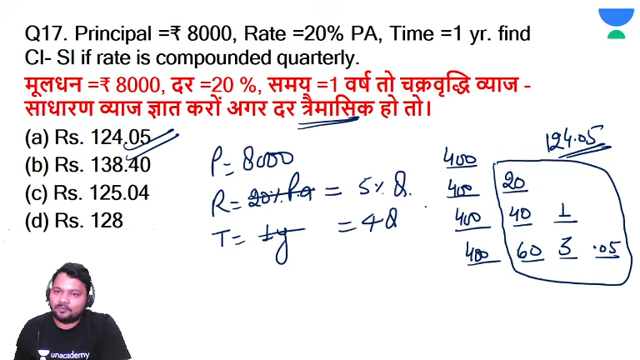 Q17. Principal =₹ 8000, Rate =20% PA, Time =1 yr. find
CI- SI if rate is compounded quarterly.
मूलधन =₹ 8000, दर =20 %, समय =1 वर्ष तो चक्रवृद्धि व्याज -
साधारण व्याज ज्ञात करों अगर दर त्रैमासिक हो तो।
(a) Rs. 124.05
(b) Rs. 138.40
(c) Rs. 125.04
(d) Rs. 128
P= 8000
R= 20% Pa = 5% Q.
T= 1y = 4Q
124.05
400
400 20
400 40 1
400 60 3 .05
unacademy